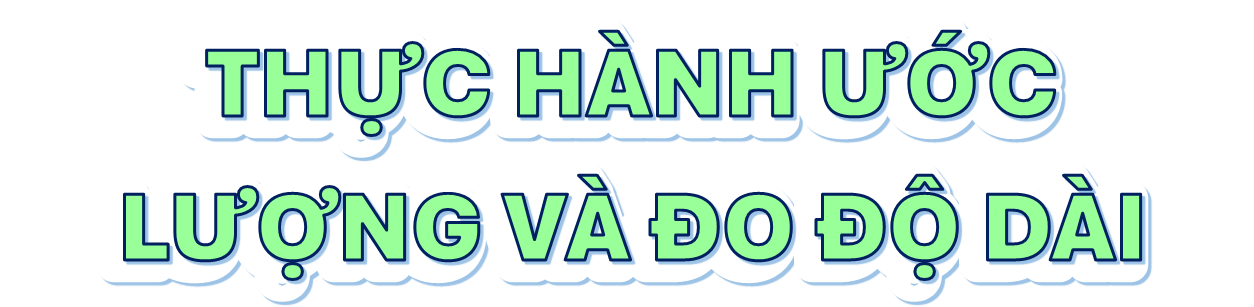 THỰC HÀNH ƯỚC
LƯỢNG VÀ ĐO ĐỘ DÀI